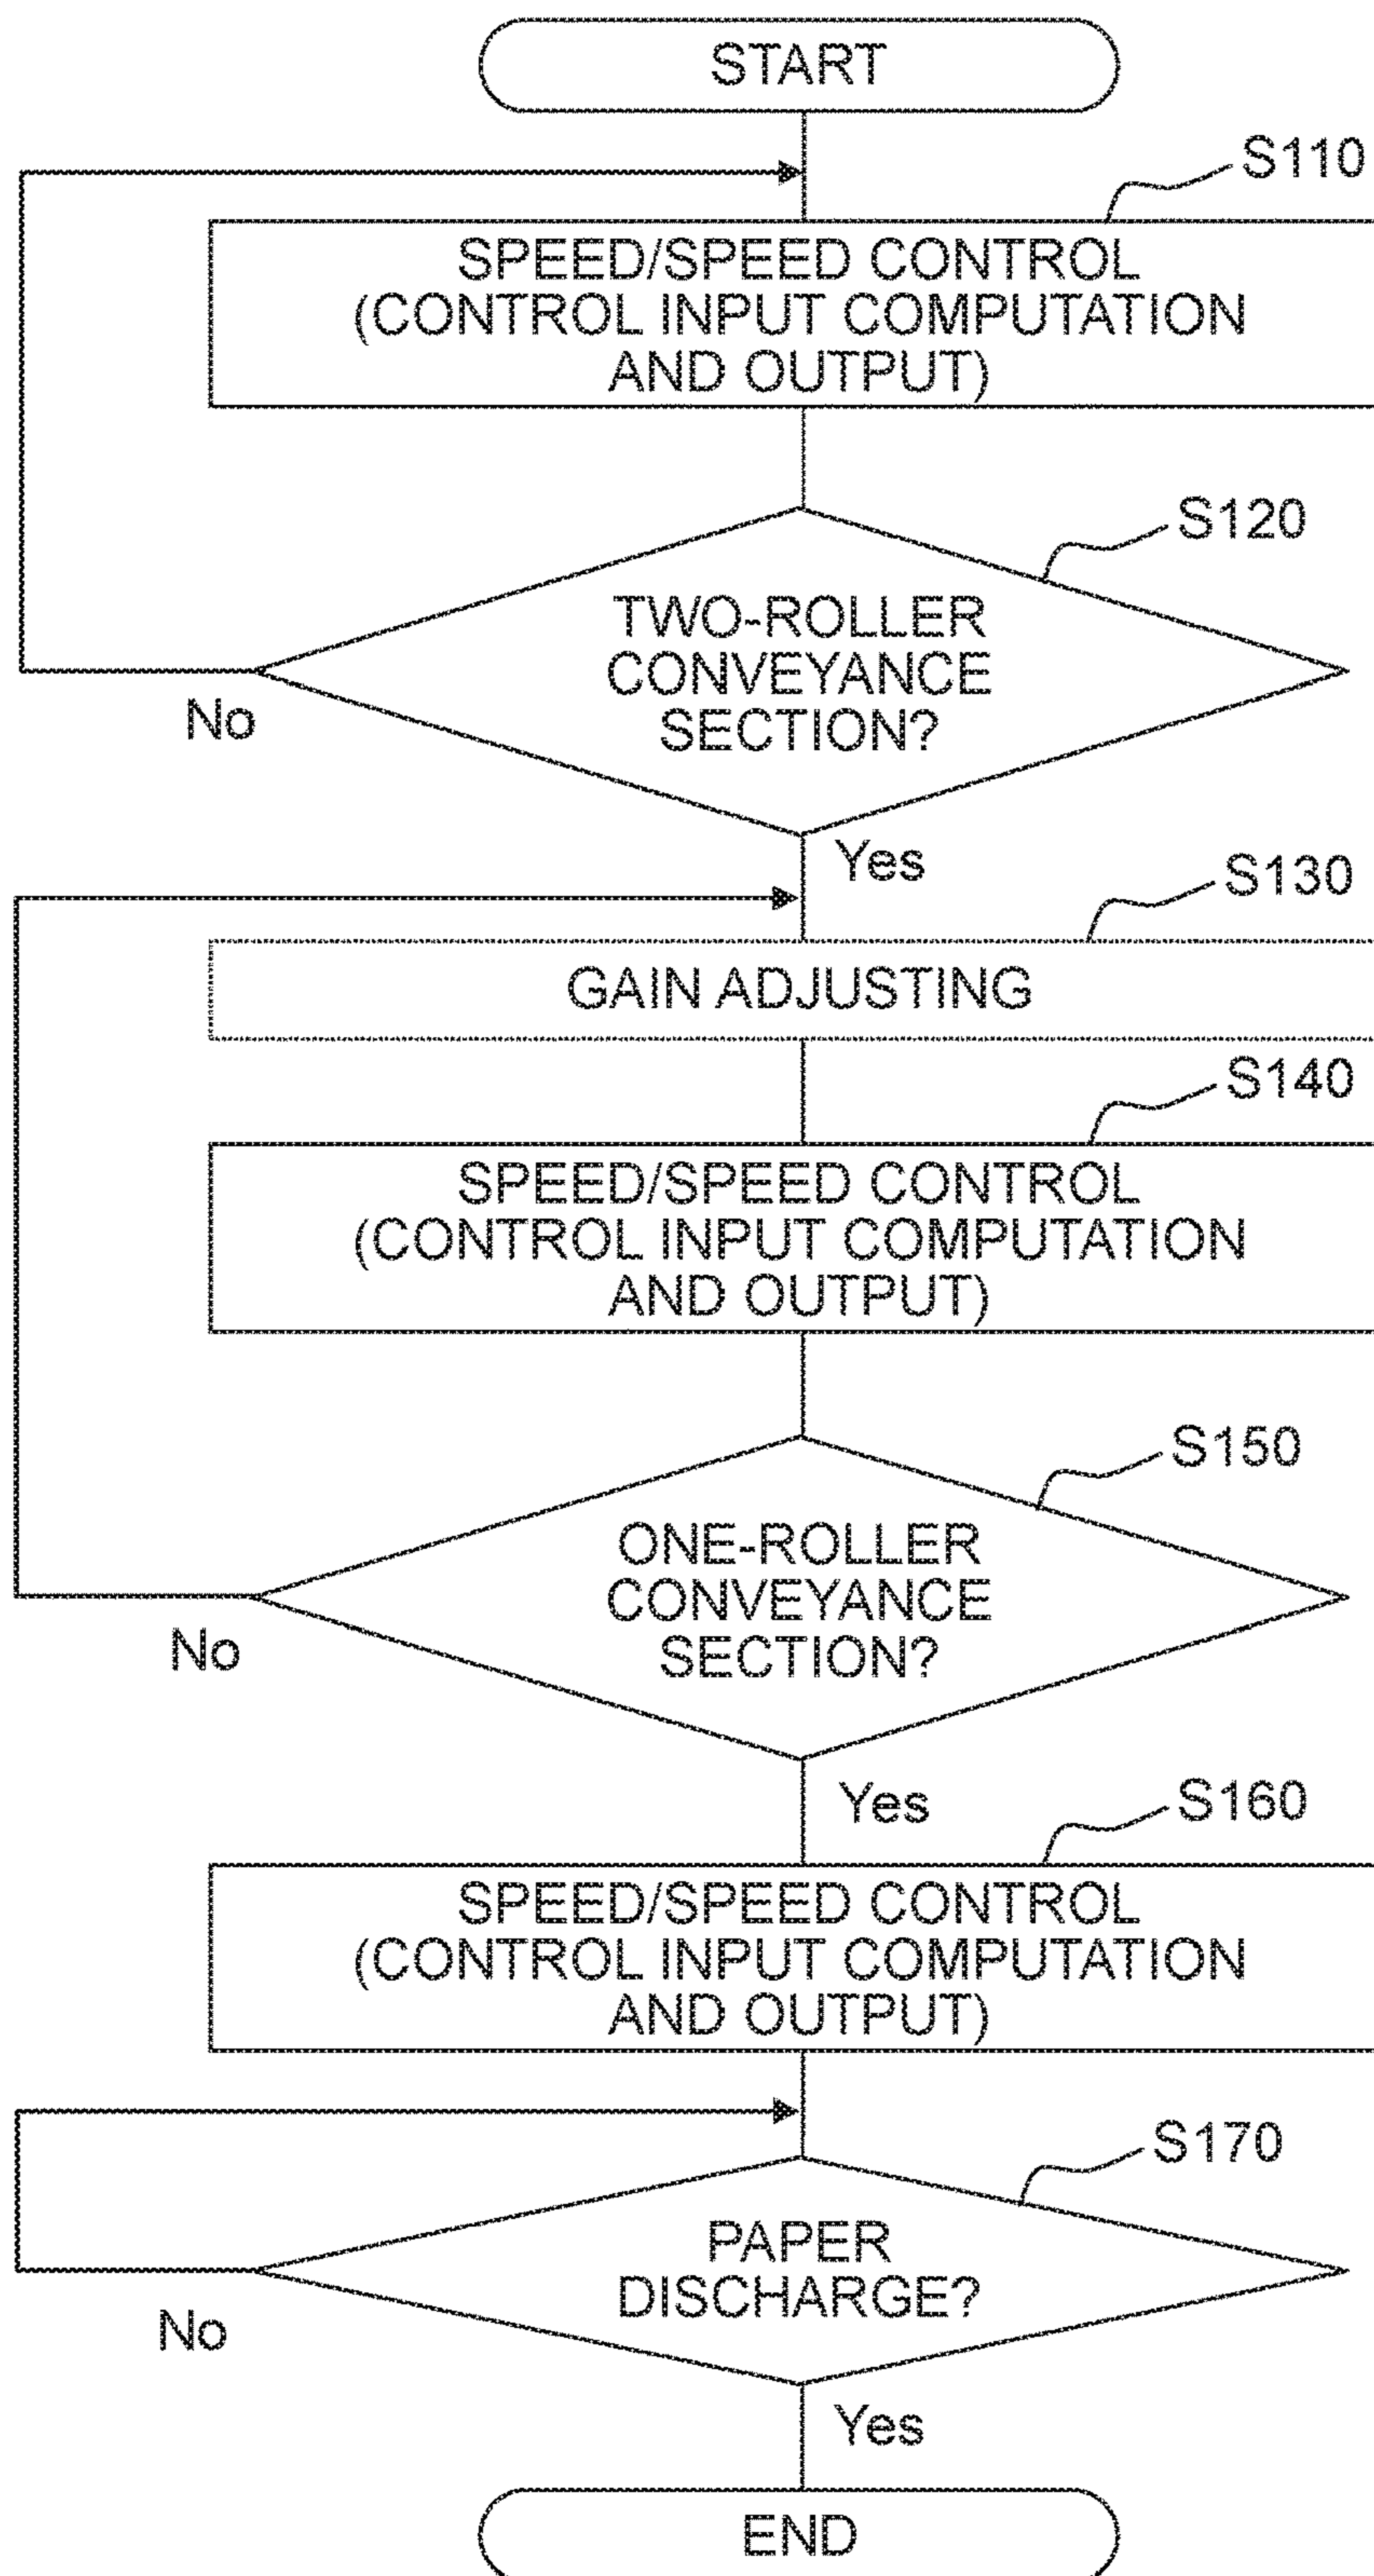 START
S110
SPEED/SPEED CONTROL
(CONTROL INPUT COMPUTATION
AND OUTPUT)
S120
TWO-ROLLER
CONVEYANCE
SECTION?
No
Yes
S130
GAIN ADJUSTING
S140
SPEED/SPEED CONTROL
(CONTROL INPUT COMPUTATION
AND OUTPUT)
S150
ONE-ROLLER
CONVEYANCE
SECTION?
No
Yes
S160
SPEED/SPEED CONTROL
(CONTROL INPUT COMPUTATION
AND OUTPUT)
S170
PAPER
DISCHARGE?
No
Yes
END